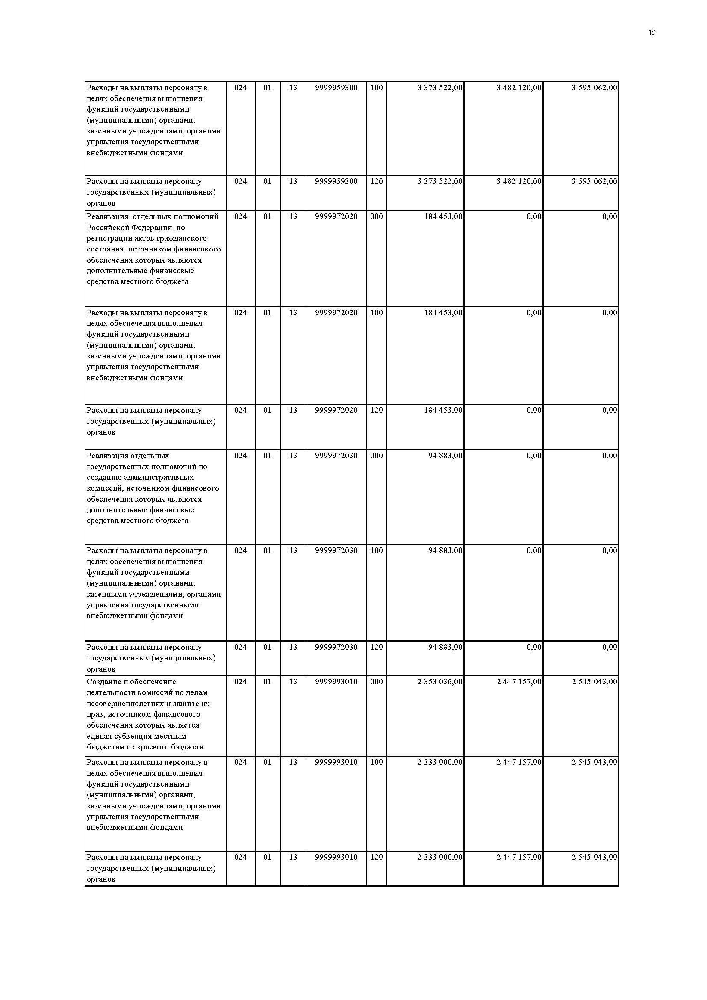 19
Расходы на выплаты персоналу в 024 01 13 9999959300 100 3 373 522,00 3 482 120,00 3 595 062,00
целях обеспечения выполнения
функций государственными
(муниципальными) органами,
казенными учреждениями, органами
управления государственными
внебюджетными фондами
Расходы на выплаты персоналу 024 01 13 9999959300 120 3 373 522,00 3 482 120,00 3 595 062,00
государственных (муниципальных)
органов
Реализация отдельных полномочий 024 01 13 9999972020 000 184 453,00 0,00 0,00
Российской Федерации по
регистрации актов гражданского
состояния, источником финансового
обеспечения которых являются
дополнительные финансовые
средства местного бюджета
Расходы на выплаты персоналу в 024 01 13 9999972020 100 184 453,00 0,00 0,00
целях обеспечения выполнения
функций государственными
(муниципальными) органами,
казенными учреждениями, органами
управления государственными
внебюджетными фондами
Расходы на выплаты персоналу 024 01 13 9999972020 120 184 453,00 0,00 0,00
государственных (муниципальных)
органов
Реализация отдельных 024 01 13 9999972030 000 94 883,00 0,00 0,00
государственных полномочий по
созданию административных
комиссий, источником финансового
обеспечения которых являются
дополнительные финансовые
средства местного бюджета
Расходы на выплаты персоналу в 024 01 13 9999972030 100 94 883,00 0,00 0,00
целях обеспечения выполнения
функций государственными
(муниципальными) органами,
казенными учреждениями, органами
управления государственными
внебюджетными фондами
Расходы на выплаты персоналу 024 01 13 9999972030 120 94 883,00 0,00 0,00
государственных (муниципальных)
органов
Создание и обеспечение 024 01 13 9999993010 000 2 353 036,00 2 447 157,00 2 545 043,00
деятельности комиссий по делам
несовершеннолетних и защите их
прав, источником финансового
обеспечения которых является
единая субвенция местным
бюджетам из краевого бюджета
Расходы на выплаты персоналу в 024 01 13 9999993010 100 2 333 000,00 2 447 157,00 2 545 043,00
целях обеспечения выполнения
функций государственными
(муниципальными) органами,
казенными учреждениями, органами
управления государственными
внебюджетными фондами
Расходы на выплаты персоналу 024 01 13 9999993010 120 2 333 000,00 2 447 157,00 2 545 043,00
государственных (муниципальных)
органов